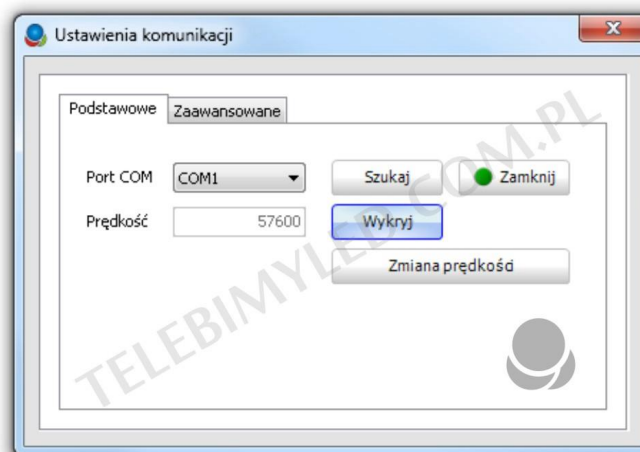 Ustawienia komunikacji
Podstawowe Zaawansowane
Port COM COM1 Szukaj Zamknij
Prędkość 57600 Wykryj
Zmiana prędkości
TELEBIMYLED.COM.PL